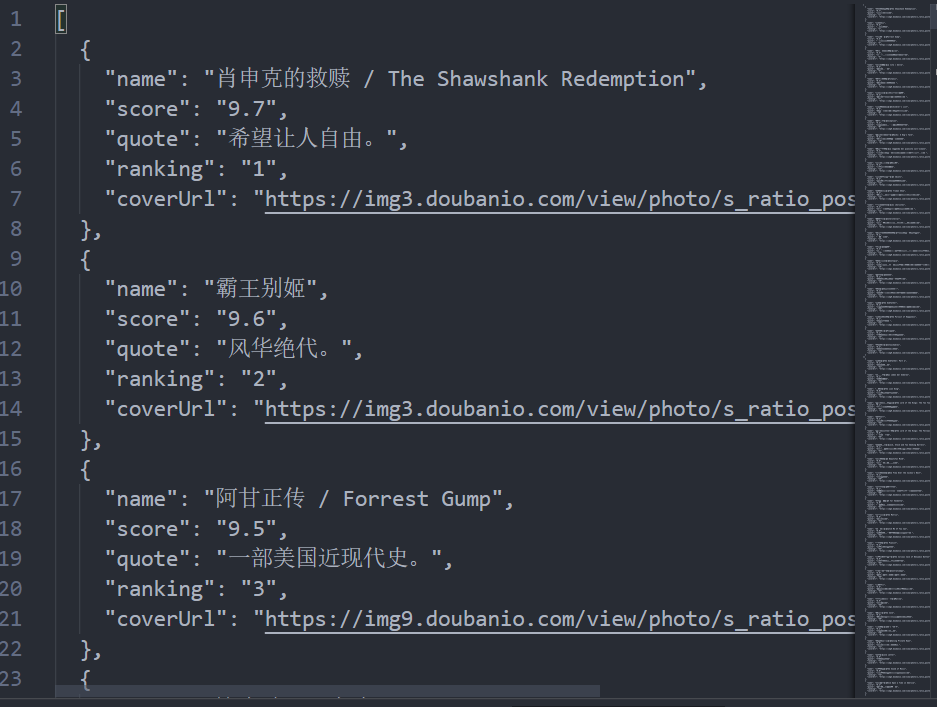 1 [
2 {
3 "name": "肖申克的救赎 / The Shawshank Redemption",
4 "score": "9.7",
5 "quote": "希望让人自由。",
6 "ranking": "1",
7 "coverUrl": "https://img3.doubanio.com/view/photo/s_ratio_pos
8 },
9 {
10 "name": "霸王别姬",
11 "score": "9.6",
12 "quote": "风华绝代。",
13 "ranking": "2",
14 "coverUrl": "https://img3.doubanio.com/view/photo/s_ratio_pos
15 },
16 {
17 "name": "阿甘正传 / Forrest Gump",
18 "score": "9.5",
19 "quote": "一部美国近现代史。",
20 "ranking": "3",
21 "coverUrl": "https://img9.doubanio.com/view/photo/s_ratio_pos
22 },
23 {